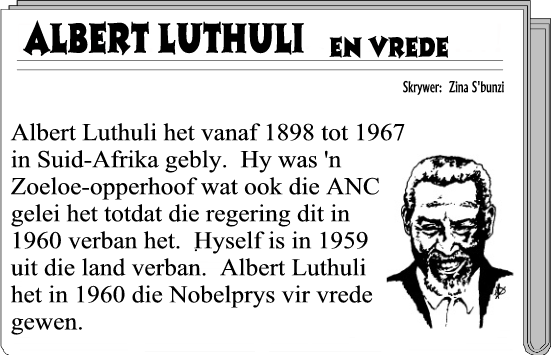 ALBERT LUTHULI EN VREDE
Skrywer: Zina S'bunzi
Albert Luthuli het vanaf 1898 tot 1967
in Suid-Afrika gebly. Hy was 'n
Zoeloe-opperhoof wat ook die ANC
gelei het totdat die regering dit in
1960 verban het. Hyself is in 1959
uit die land verban. Albert Luthuli
het in 1960 die Nobelprys vir vrede
gewen.